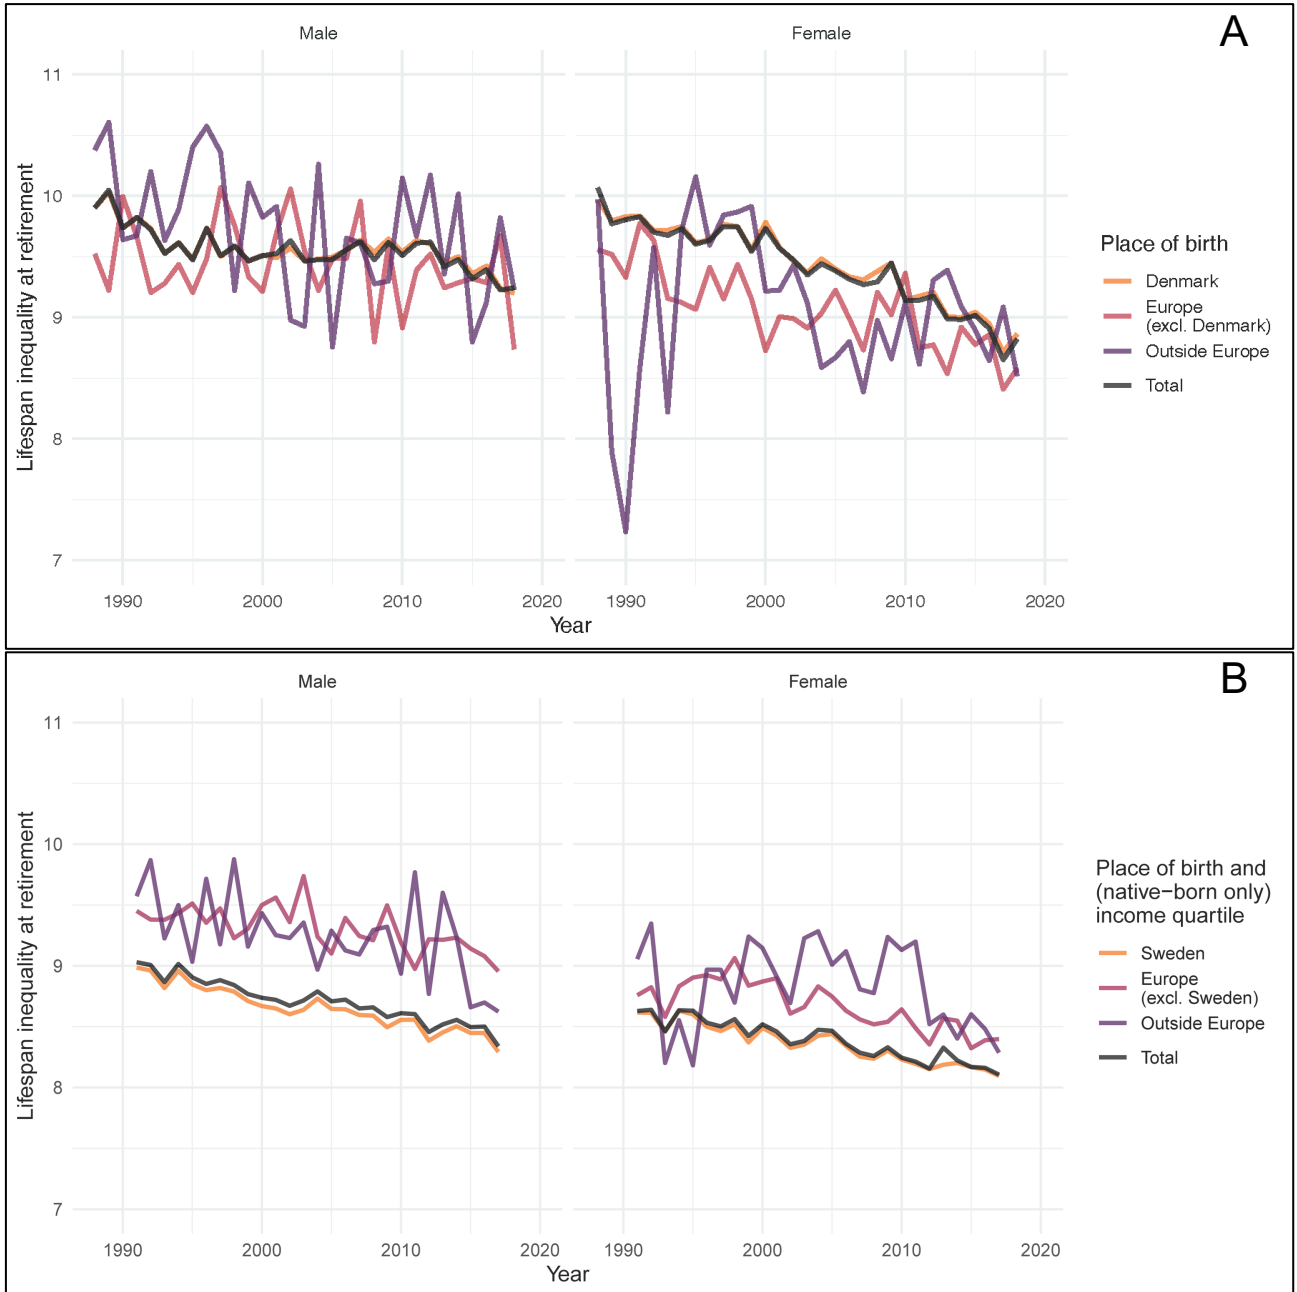 A
Male
Female
Lifespan inequality at retirement
11
10
9
8
7
1990
2000
2010
2020
1990
2000
2010
2020
Year
Place of birth
Denmark
Europe
(excl. Denmark)
Outside Europe
Total
B
Male
Female
Lifespan inequality at retirement
11
10
9
8
7
1990
2000
2010
2020
1990
2000
2010
2020
Year
Place of birth and
(native−born only)
income quartile
Sweden
Europe
(excl. Sweden)
Outside Europe
Total